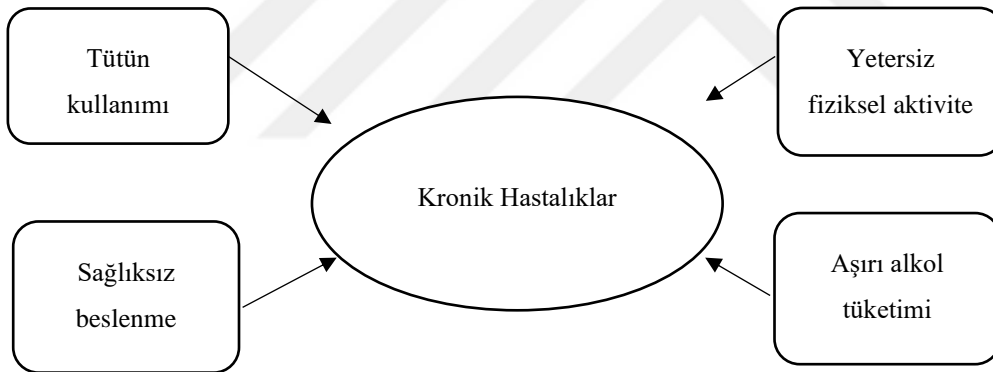 Tütün
kullanımı
Yetersiz
fiziksel aktivite
Kronik Hastalıklar
Sağlıksız
beslenme
Aşırı alkol
tüketimi